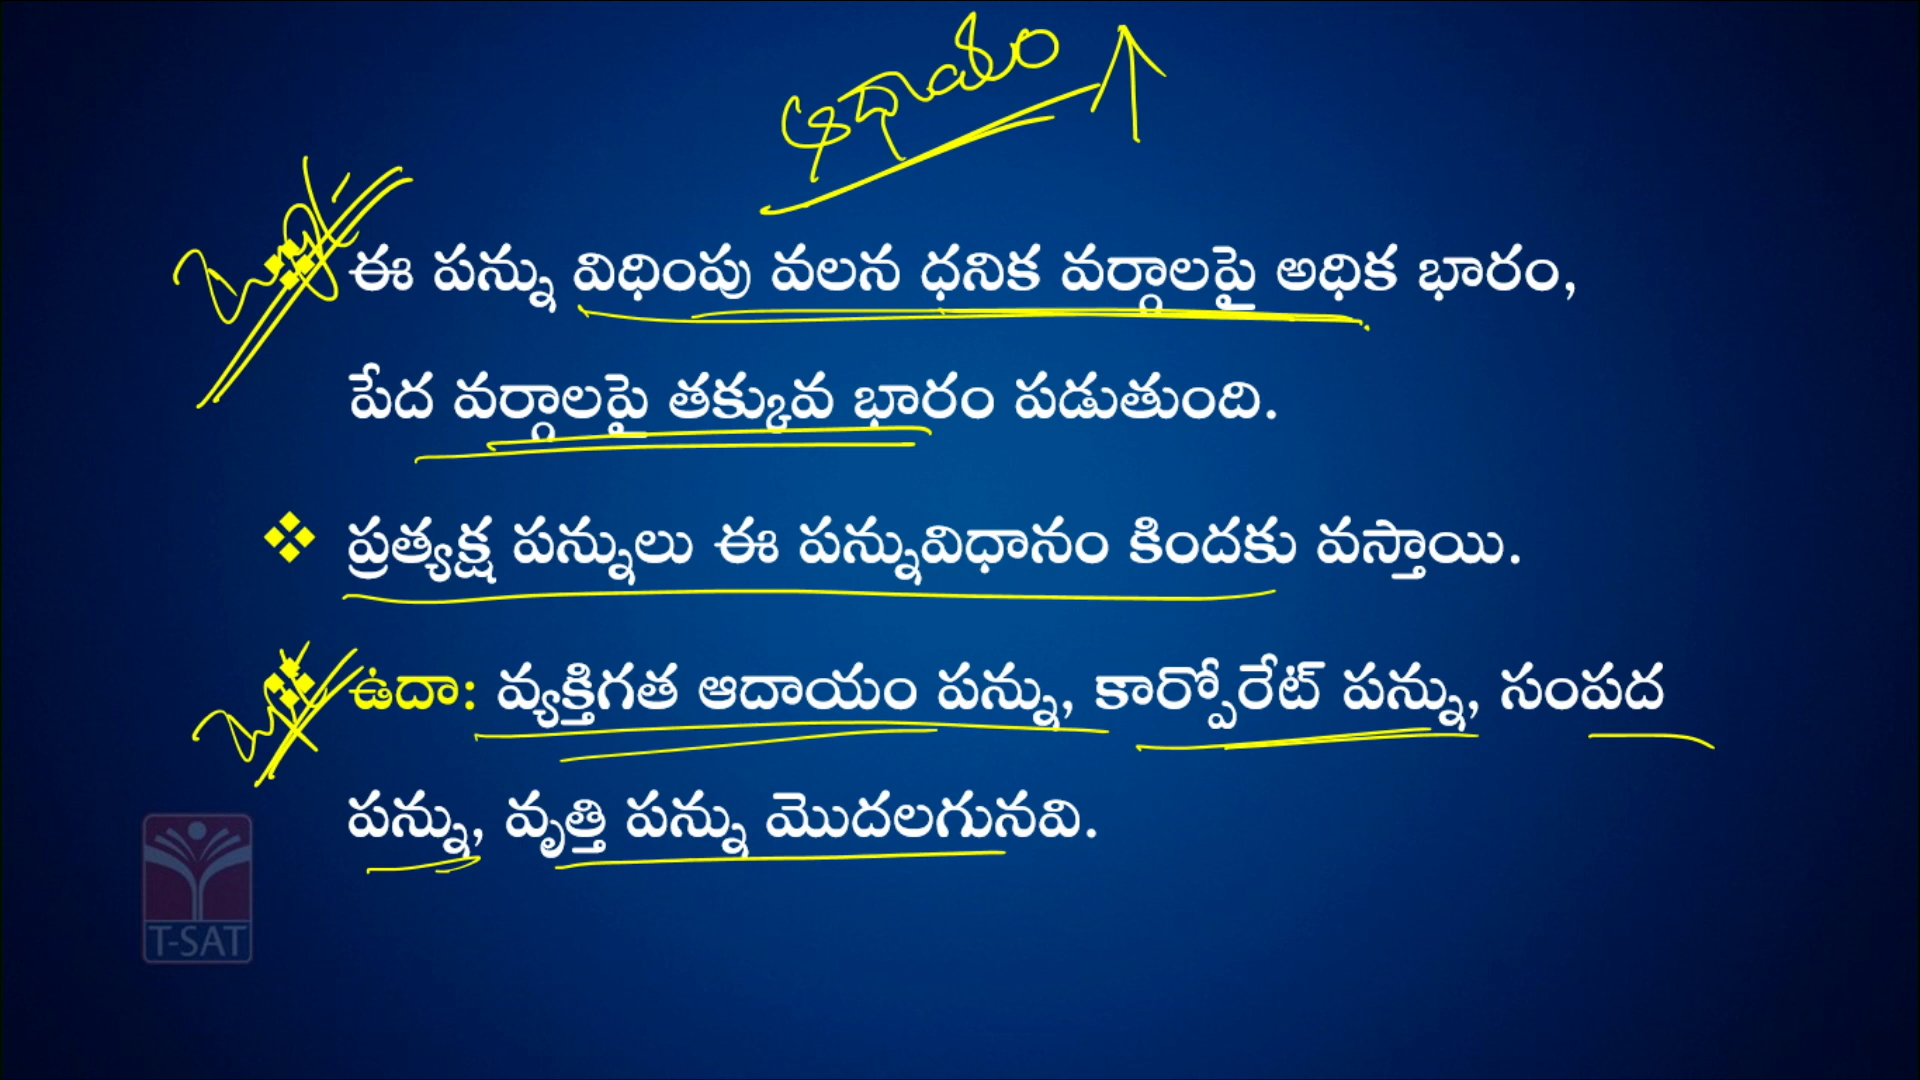 ఆదాయం
ఈ పన్ను విధింపు వలన ధనిక వర్గాలపై అధిక భారం,
పేద వర్గాలపై తక్కువ భారం పడుతుంది.
❖ ప్రత్యక్ష పన్నులు ఈ పన్నువిధానం కిందకు వస్తాయి.
ఉదా: వ్యక్తిగత ఆదాయం పన్ను, కార్పోరేట్ పన్ను, సంపద
పన్ను, వృత్తి పన్ను మొదలగునవి.
T-SAT